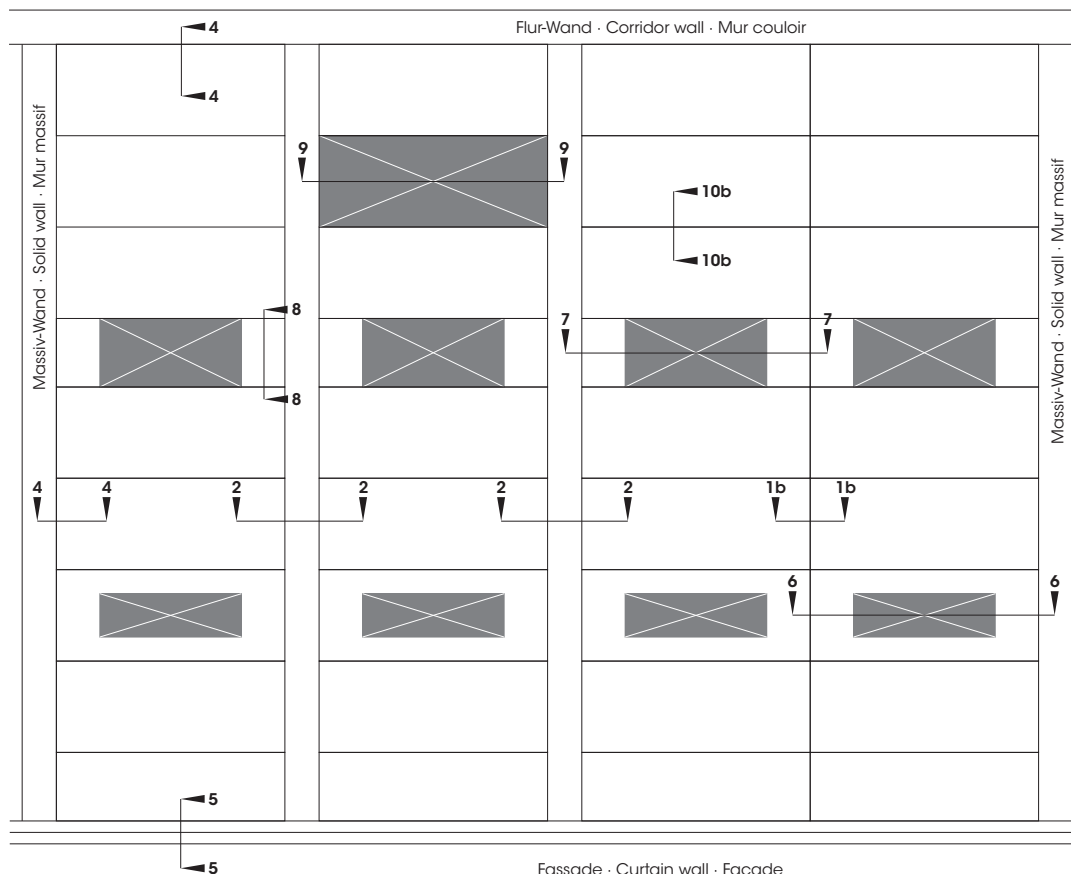 4
Flur-Wand · Corridor wall · Mur couloir
4
Massiv-Wand · Solid wall · Mur massif
9 9
Massiv-Wand · Solid wall · Mur massif
10b
10b
8
7 7
8
4 4 2 2 2 2 1b 1b
6 6
5
5
Fassade · Curtain wall · Façade